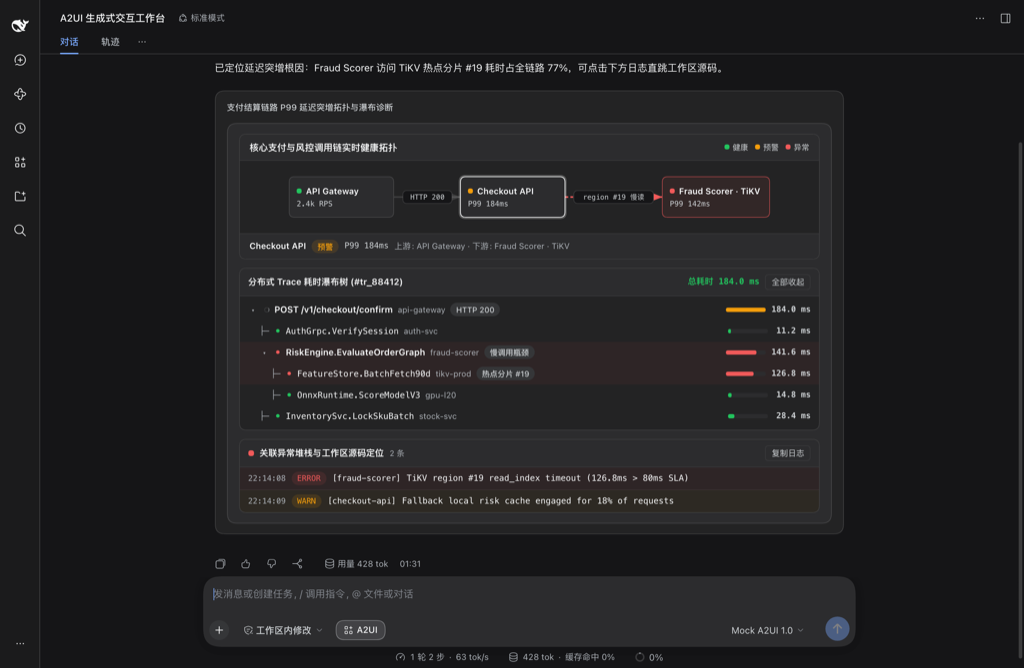 A2UI 生成式交互工作台 标准模式
对话 轨迹 ···
已定位延迟突增根因：Fraud Scorer 访问 TiKV 热点分片 #19 耗时占全链路 77%，可点击下方日志直跳工作区源码。
支付结算链路 P99 延迟突增拓扑与瀑布诊断
核心支付与风控调用链实时健康拓扑 健康 预警 异常
API Gateway
2.4k RPS
HTTP 200
Checkout API
P99 184ms
region #19 慢读
Fraud Scorer · TiKV
P99 142ms
Checkout API 预警 P99 184ms 上游: API Gateway · 下游: Fraud Scorer · TiKV
分布式 Trace 耗时瀑布树 (#tr_88412) 总耗时 184.0 ms 全部收起
POST /v1/checkout/confirm api-gateway HTTP 200 184.0 ms
AuthGrpc.VerifySession auth-svc 11.2 ms
RiskEngine.EvaluateOrderGraph fraud-scorer 慢调用瓶颈 141.6 ms
FeatureStore.BatchFetch90d tikv-prod 热点分片 #19 126.8 ms
OnnxRuntime.ScoreModelV3 gpu-l20 14.8 ms
InventorySvc.LockSkuBatch stock-svc 28.4 ms
关联异常堆栈与工作区源码定位 2 条 复制日志
22:14:08 ERROR [fraud-scorer] TiKV region #19 read_index timeout (126.8ms > 80ms SLA)
22:14:09 WARN [checkout-api] Fallback local risk cache engaged for 18% of requests
用量 428 tok 01:31
发消息或创建任务, / 调用指令, @ 文件或对话
工作区内修改 A2UI Mock A2UI 1.0
1 轮 2 步 · 63 tok/s 428 tok · 缓存命中 0% 0%